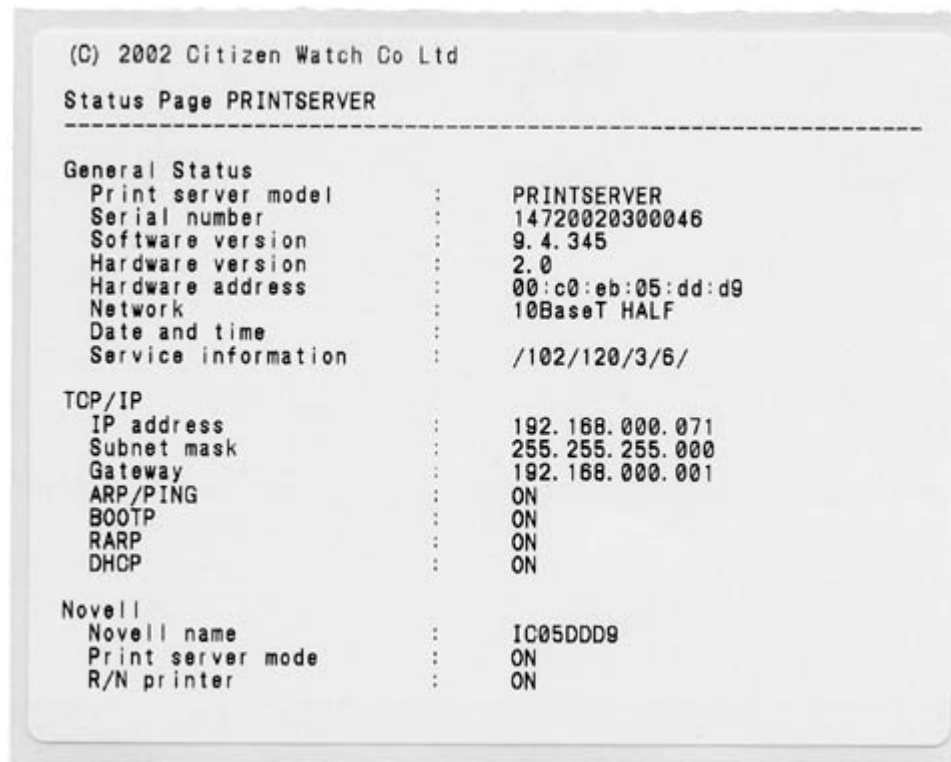 (C) 2002 Citizen Watch Co Ltd
Status Page PRINTSERVER
--------------------------------------------------------------------
General Status
Print server model : PRINTSERVER
Serial number : 14720020300046
Software version : 9.4.345
Hardware version : 2.0
Hardware address : 00:c0:eb:05:dd:d9
Network : 10BaseT HALF
Date and time :
Service information : /102/120/3/6/
TCP/IP
IP address : 192.168.000.071
Subnet mask : 255.255.255.000
Gateway : 192.168.000.001
ARP/PING : ON
BOOTP : ON
RARP : ON
DHCP : ON
Novell
Novell name : IC05DDD9
Print server mode : ON
R/N printer : ON